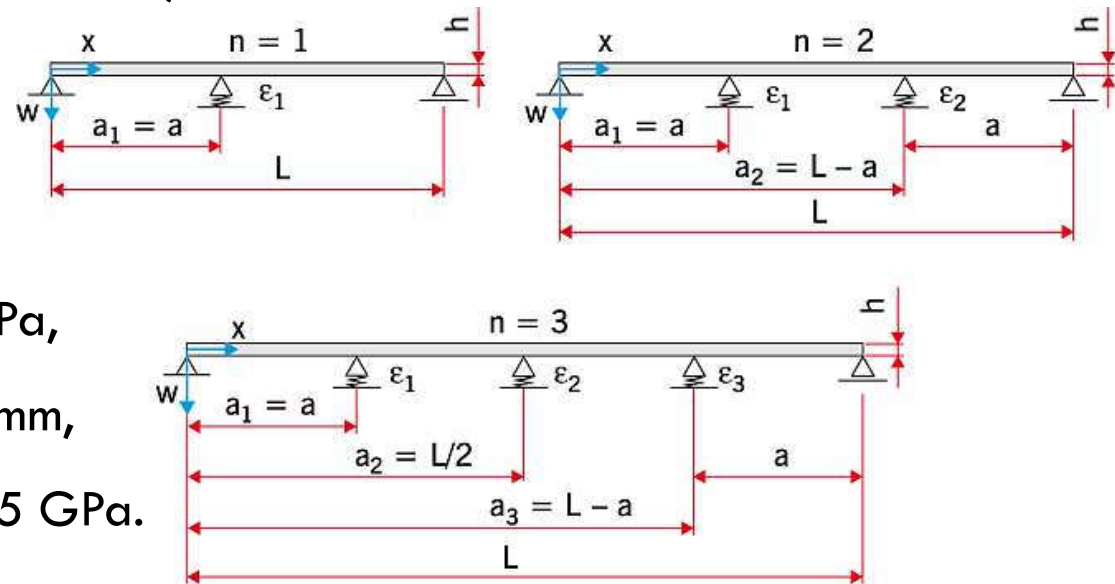 x n = 1 h
w ε₁
a₁ = a
L
x n = 2 h
w ε₁ ε₂
a₁ = a a
a₂ = L – a
L
Pa,
mm,
5 GPa.
x n = 3 h
w ε₁ ε₂ ε₃
a₁ = a
a₂ = L/2 a
a₃ = L – a
L